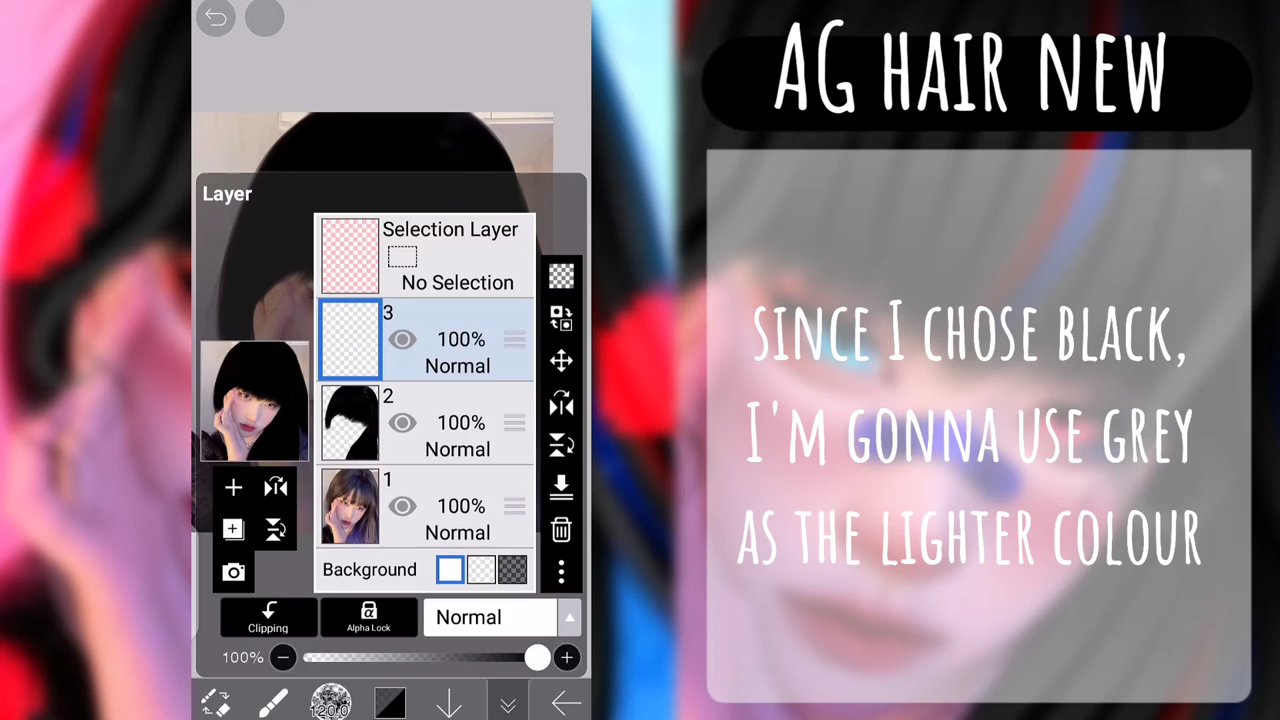 AG HAIR NEW
Layer
Selection Layer
No Selection
3
100%
Normal
2
100%
Normal
1
100%
Normal
Background
Clipping
α
Alpha Lock
Normal
100%
120.0
SINCE I CHOSE BLACK,
I'M GONNA USE GREY
AS THE LIGHTER COLOUR